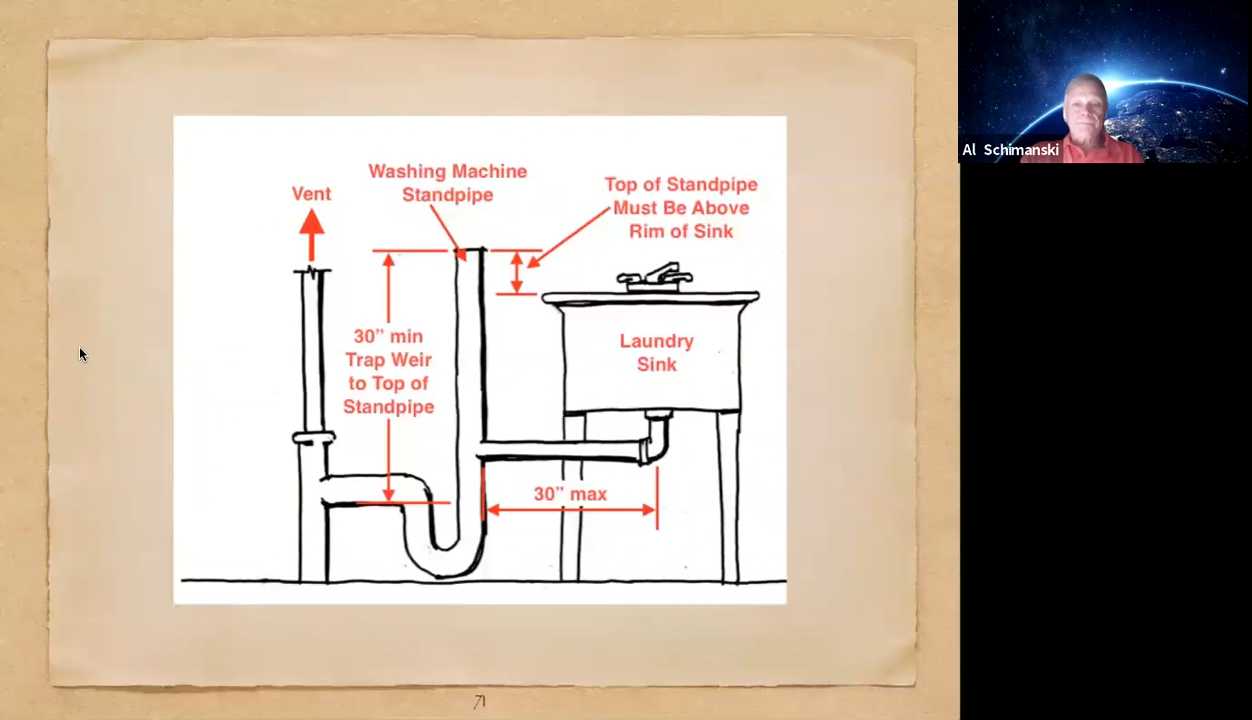 Al Schimanski
Washing Machine
Standpipe
Vent
Top of Standpipe
Must Be Above
Rim of Sink
30” min
Trap Weir
to Top of
Standpipe
Laundry
Sink
30” max
71